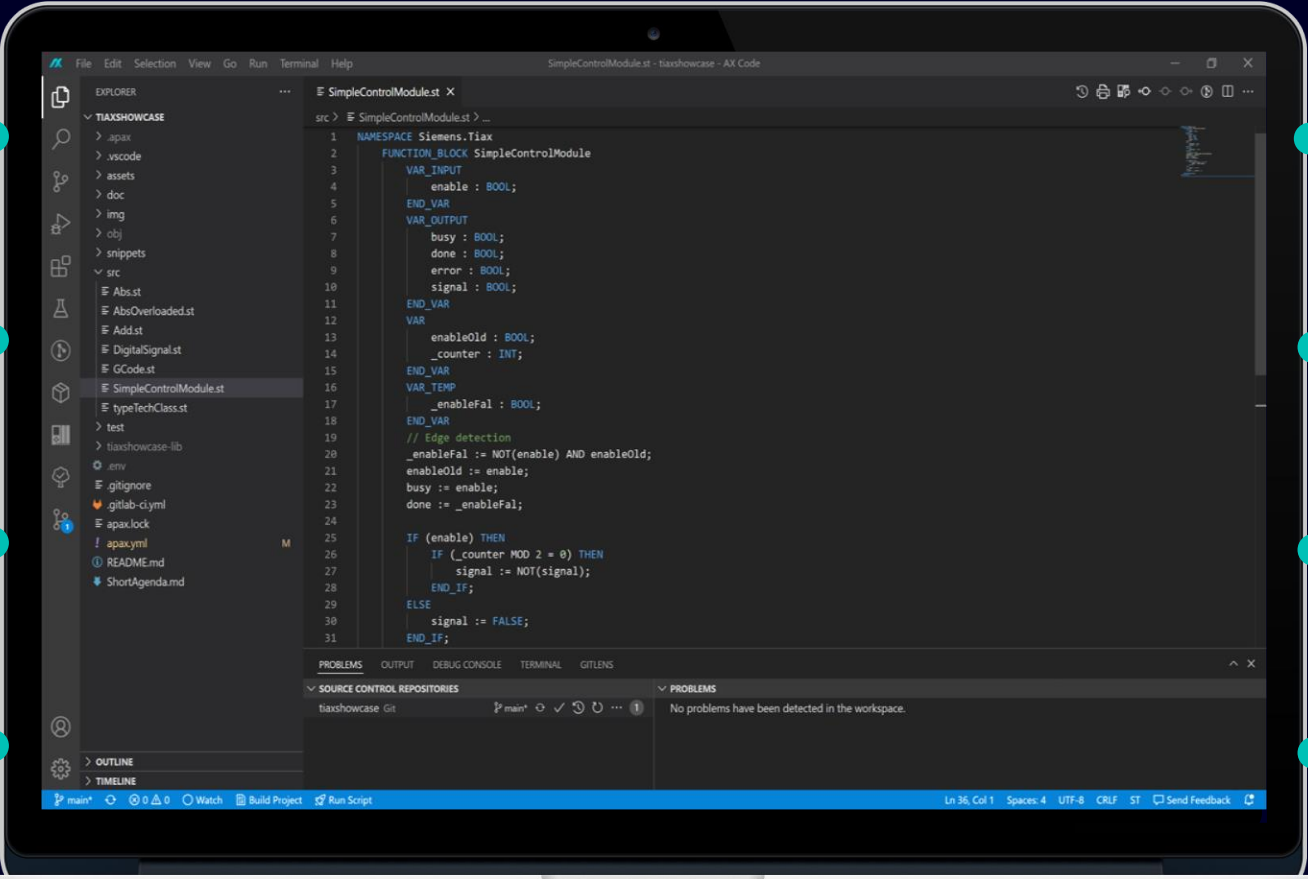 File Edit Selection View Go Run Terminal Help
SimpleControlModule.st - tiaxshowcase - AX Code
EXPLORER
TIAXSHOWCASE
.apax
.vscode
assets
doc
img
obj
snippets
src
Abs.st
AbsOverloaded.st
Add.st
DigitalSignal.st
GCode.st
SimpleControlModule.st
typeTechClass.st
test
tiaxshowcase-lib
.env
.gitignore
.gitlab-ci.yml
apax.lock
apax.yml M
README.md
ShortAgenda.md
OUTLINE
TIMELINE
SimpleControlModule.st
src > SimpleControlModule.st > ...
1 NAMESPACE Siemens.Tiax
2 FUNCTION_BLOCK SimpleControlModule
3 VAR_INPUT
4 enable : BOOL;
5 END_VAR
6 VAR_OUTPUT
7 busy : BOOL;
8 done : BOOL;
9 error : BOOL;
10 signal : BOOL;
11 END_VAR
12 VAR
13 enableOld : BOOL;
14 _counter : INT;
15 END_VAR
16 VAR_TEMP
17 _enableFal : BOOL;
18 END_VAR
19 // Edge detection
20 _enableFal := NOT(enable) AND enableOld;
21 enableOld := enable;
22 busy := enable;
23 done := _enableFal;
24
25 IF (enable) THEN
26 IF (_counter MOD 2 = 0) THEN
27 signal := NOT(signal);
28 END_IF;
29 ELSE
30 signal := FALSE;
31 END_IF;
PROBLEMS OUTPUT DEBUG CONSOLE TERMINAL GITLENS
SOURCE CONTROL REPOSITORIES
tiaxshowcase Git main* 1
PROBLEMS
No problems have been detected in the workspace.
1
main* 0 0 Watch Build Project Run Script
Ln 36, Col 1 Spaces: 4 UTF-8 CRLF ST Send Feedback